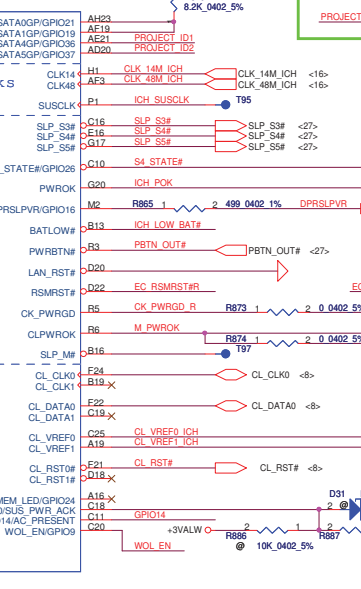 8.2K_0402_5%
PROJECT
SATA0GP/GPIO21 AH23
SATA1GP/GPIO19 AF19
SATA4GP/GPIO36 AE21 PROJECT_ID1
SATA5GP/GPIO37 AD20 PROJECT_ID2
KS
CLK14 H1 CLK_14M_ICH CLK_14M_ICH <16>
CLK48 AF3 CLK_48M_ICH CLK_48M_ICH <16>
SUSCLK P1 ICH_SUSCLK T95
SLP_S3# C16 SLP_S3# SLP_S3# <27>
SLP_S4# E16 SLP_S4# SLP_S4# <27>
SLP_S5# G17 SLP_S5# SLP_S5# <27>
_STATE#/GPIO26 C10 S4_STATE#
PWROK G20 ICH_POK
PRSLPVR/GPIO16 M2 R865 1 2 499_0402_1% DPRSLPVR
BATLOW# B13 ICH_LOW_BAT#
PWRBTN# R3 PBTN_OUT# PBTN_OUT# <27>
LAN_RST# D20
RSMRST# D22 EC_RSMRST#R EC
CK_PWRGD R5 CK_PWRGD_R R873 1 2 0_0402_5%
CLPWROK R6 M_PWROK
R874 1 2 0_0402_5%
SLP_M# B16 T97
CL_CLK0 F24 CL_CLK0 <8>
CL_CLK1 B19
CL_DATA0 F22 CL_DATA0 <8>
CL_DATA1 C19
CL_VREF0 C25 CL_VREF0_ICH
CL_VREF1 A19 CL_VREF1_ICH
CL_RST0# F21 CL_RST# CL_RST# <8>
CL_RST1# D18
MEM_LED/GPIO24 A16
0/SUS_PWR_ACK C18
14/AC_PRESENT C11 GPIO14
WOL_EN/GPIO9 C20
WOL_EN
D31
2 @
+3VALW
R886 1 2 R887 2
@ 10K_0402_5%